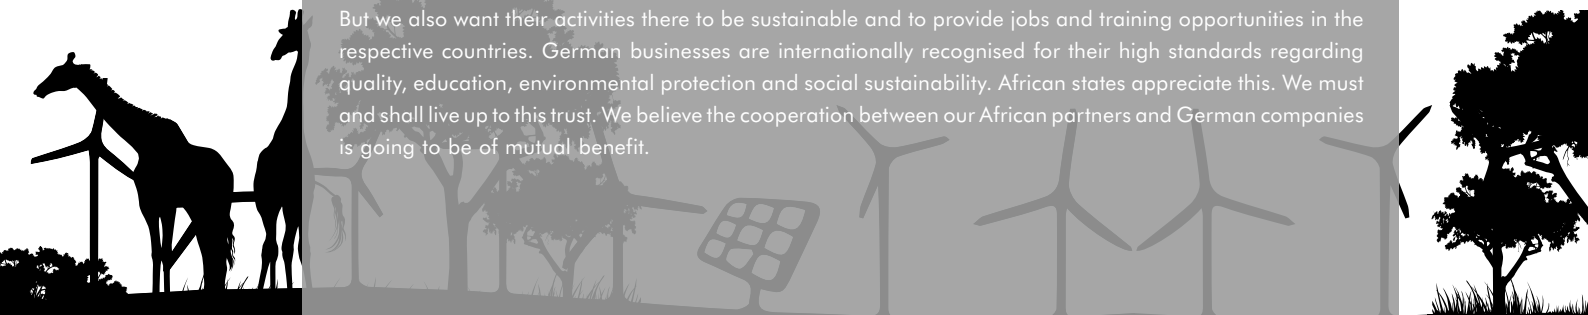 But we also want their activities there to be sustainable and to provide jobs and training opportunities in the
respective countries. German businesses are internationally recognised for their high standards regarding
quality, education, environmental protection and social sustainability. African states appreciate this. We must
and shall live up to this trust. We believe the cooperation between our African partners and German companies
is going to be of mutual benefit.